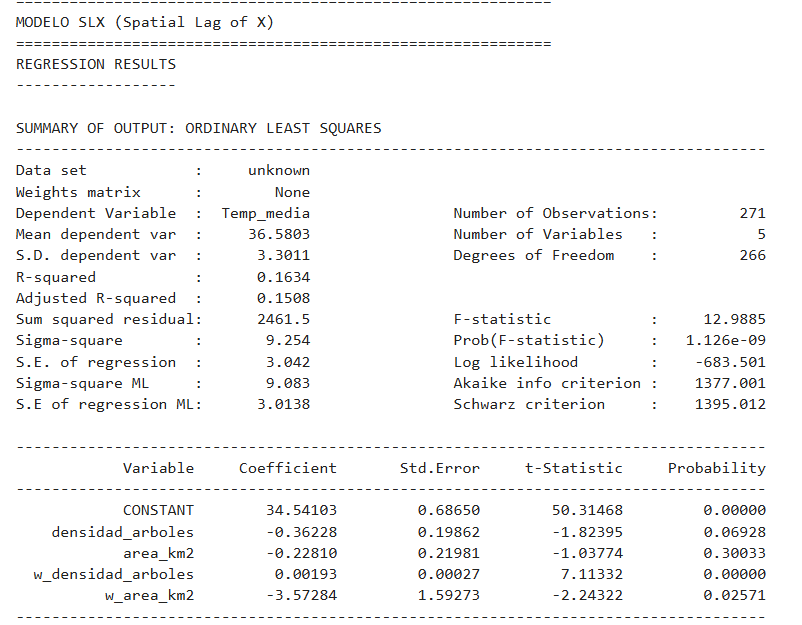 ------------------------------------------------------------
MODELO SLX (Spatial Lag of X)
============================================================
REGRESSION RESULTS
------------------

SUMMARY OF OUTPUT: ORDINARY LEAST SQUARES
------------------------------------------------------------------------------------
Data set            :     unknown
Weights matrix      :        None
Dependent Variable  :  Temp_media                Number of Observations:         271
Mean dependent var  :     36.5803                Number of Variables   :           5
S.D. dependent var  :      3.3011                Degrees of Freedom    :         266
R-squared           :      0.1634
Adjusted R-squared  :      0.1508
Sum squared residual:      2461.5                F-statistic           :     12.9885
Sigma-square        :       9.254                Prob(F-statistic)     :   1.126e-09
S.E. of regression  :       3.042                Log likelihood        :    -683.501
Sigma-square ML     :       9.083                Akaike info criterion :    1377.001
S.E of regression ML:      3.0138                Schwarz criterion     :    1395.012

------------------------------------------------------------------------------------
            Variable     Coefficient       Std.Error     t-Statistic     Probability
------------------------------------------------------------------------------------
            CONSTANT        34.54103         0.68650        50.31468         0.00000
    densidad_arboles        -0.36228         0.19862        -1.82395         0.06928
            area_km2        -0.22810         0.21981        -1.03774         0.30033
  w_densidad_arboles         0.00193         0.00027         7.11332         0.00000
          w_area_km2        -3.57284         1.59273        -2.24322         0.02571
------------------------------------------------------------------------------------